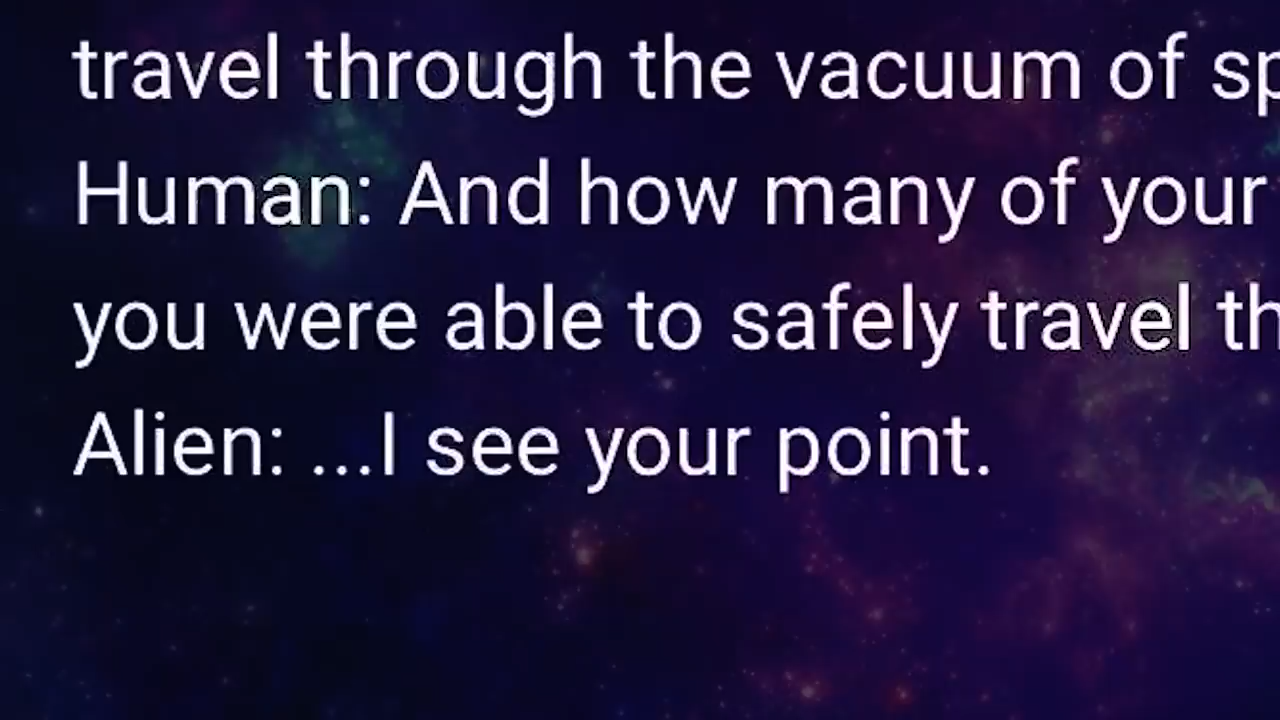 travel through the vacuum of sp
Human: And how many of your
you were able to safely travel th
Alien: ...I see your point.